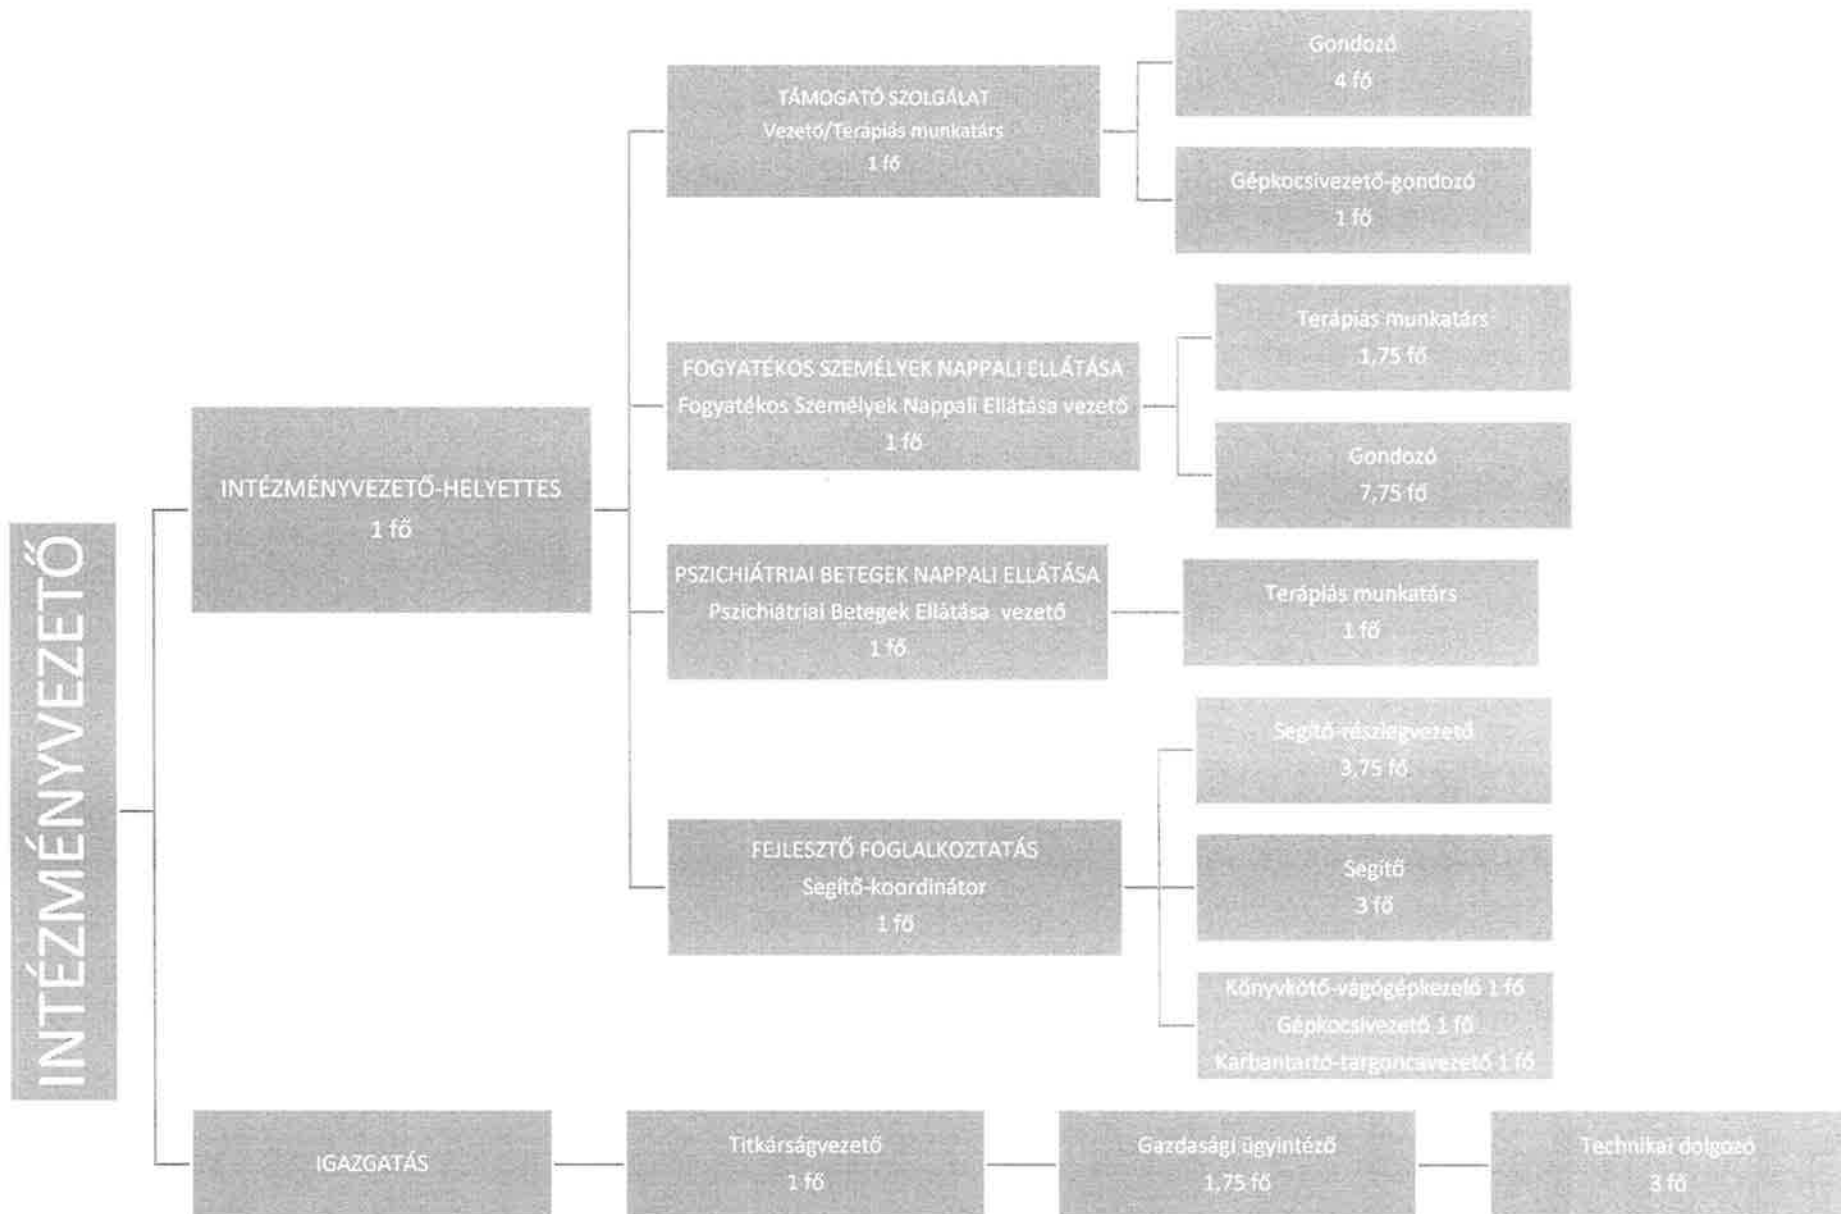 INTÉZMÉNYVEZETŐ
INTÉZMÉNYVEZETŐ-HELYETTES
1 fő
TÁMOGATÓ SZOLGÁLAT
Vezető/Terápiás munkatárs
1 fő
Gondozó
4 fő
Gépkocsivezető-gondozó
1 fő
FOGYATÉKOS SZEMÉLYEK NAPPALI ELLÁTÁSA
Fogyatékos Személyek Nappali Ellátása vezető
1 fő
Terápiás munkatárs
1,75 fő
Gondozó
7,75 fő
PSZICHIÁTRIAI BETEGEK NAPPALI ELLÁTÁSA
Pszichiátriai Betegek Ellátása vezető
1 fő
Terápiás munkatárs
1 fő
FEJLESZTŐ FOGLALKOZTATÁS
Segítő-koordinátor
1 fő
Segítő-részlegvezető
3,75 fő
Segítő
3 fő
Könyvkötő-vágógépkezelő 1 fő
Gépkocsivezető 1 fő
Karbantartó-targoncavezető 1 fő
IGAZGATÁS
Titkárságvezető
1 fő
Gazdasági ügyintéző
1,75 fő
Technikai dolgozó
3 fő